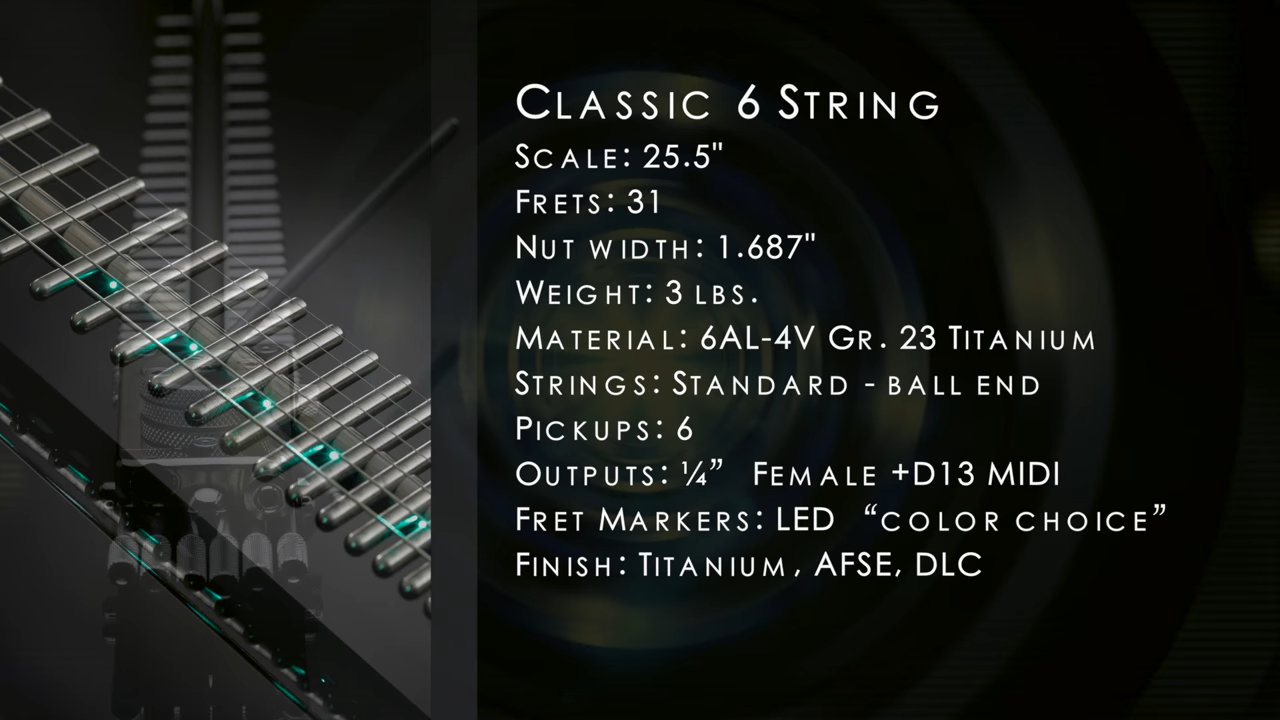 Classic 6 String
Scale: 25.5"
Frets: 31
Nut width: 1.687"
Weight: 3 lbs.
Material: 6AL-4V Gr. 23 Titanium
Strings: Standard - ball end
Pickups: 6
Outputs: ¼” Female +D13 MIDI
Fret Markers: LED “color choice”
Finish: Titanium, AFSE, DLC